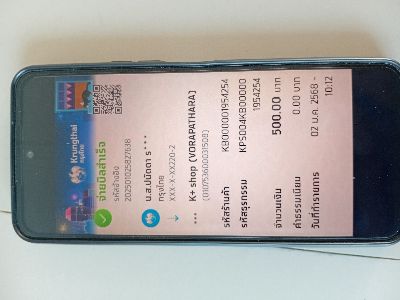 Krungthai
กรุงไทย
จ่ายบิลสำเร็จ
รหัสอ้างอิง
202501025827638
น.ส.ปนัดดา ร***
กรุงไทย
XXX-X-XX220-2
K+ shop (VORAPATHARA)
(010753600031508)
รหัสร้านค้า KB000001954254
รหัสธุรกรรม KPS004KB00000
1954254
จำนวนเงิน 500.00 บาท
ค่าธรรมเนียม 0.00 บาท
วันที่ทำรายการ 02 ม.ค. 2568 -
10:12